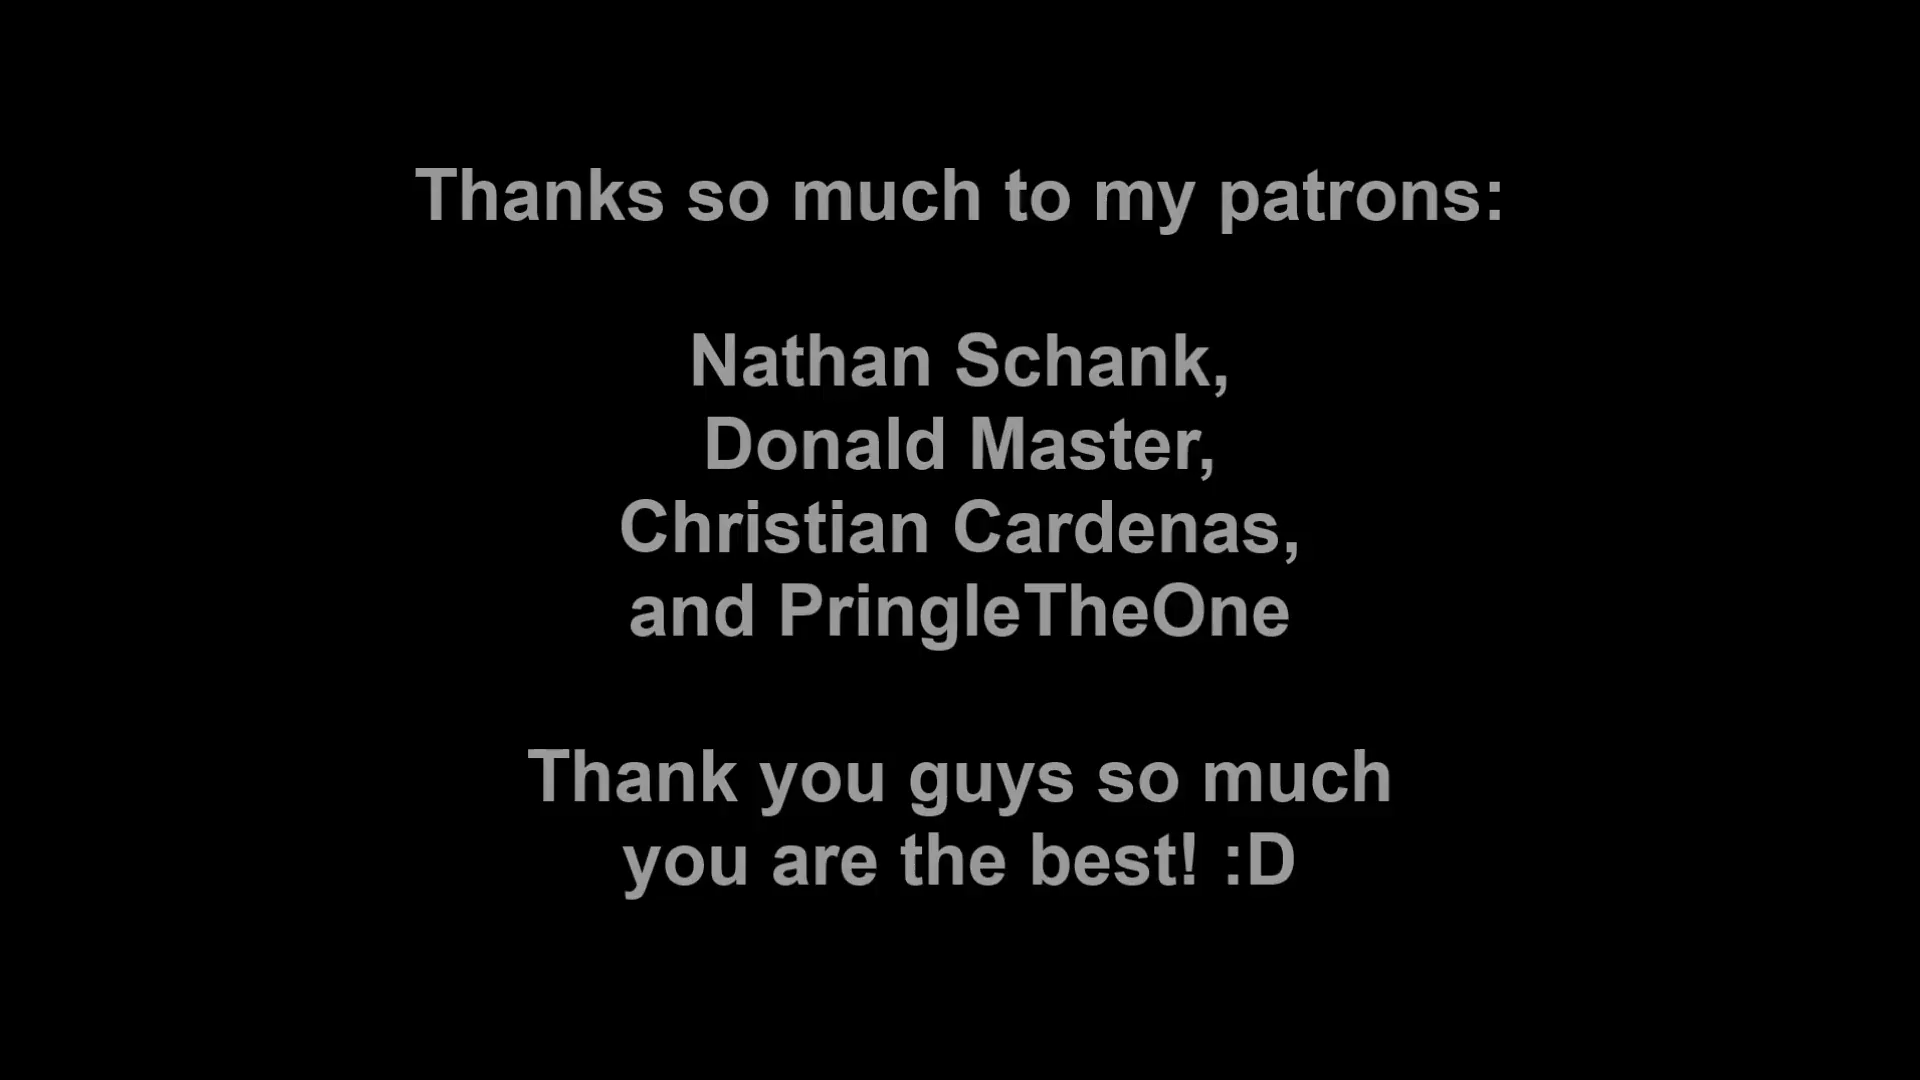 Thanks so much to my patrons:
Nathan Schank,
Donald Master,
Christian Cardenas,
and PringleTheOne
Thank you guys so much
you are the best! :D